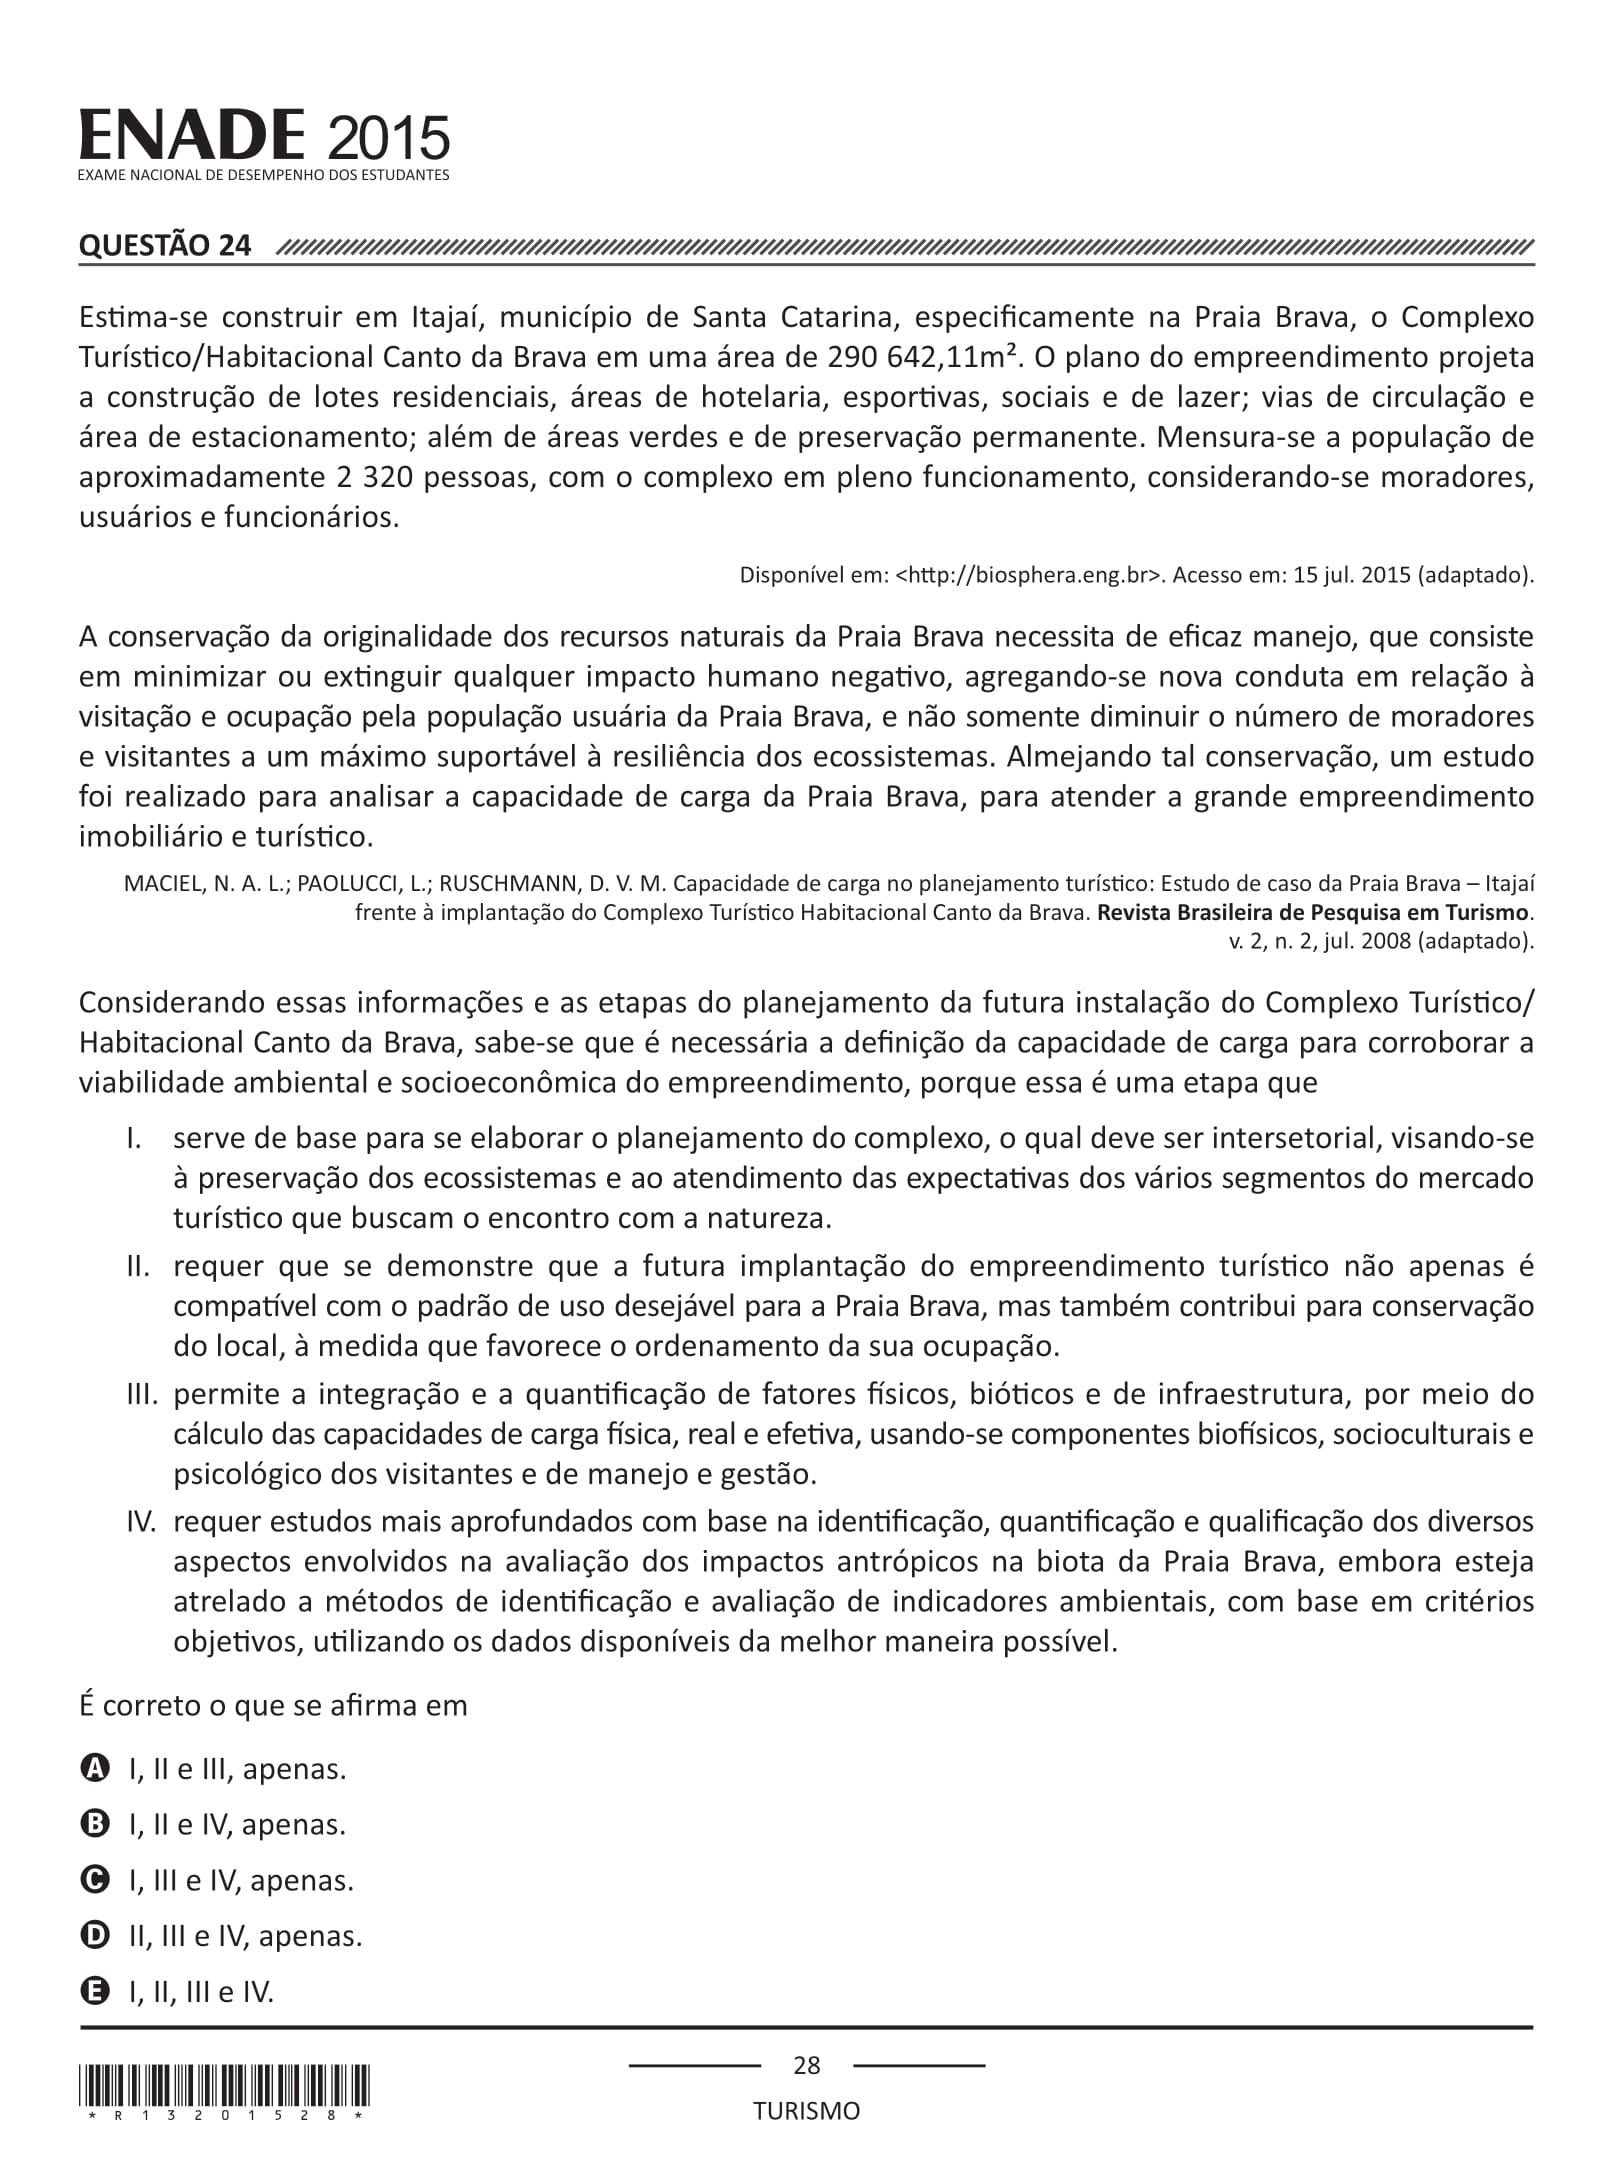 ENADE 2015
EXAME NACIONAL DE DESEMPENHO DOS ESTUDANTES
QUESTÃO 24
Estima-se construir em Itajaí, município de Santa Catarina, especificamente na Praia Brava, o Complexo
Turístico/Habitacional Canto da Brava em uma área de 290 642,11m². O plano do empreendimento projeta
a construção de lotes residenciais, áreas de hotelaria, esportivas, sociais e de lazer; vias de circulação e
área de estacionamento; além de áreas verdes e de preservação permanente. Mensura-se a população de
aproximadamente 2 320 pessoas, com o complexo em pleno funcionamento, considerando-se moradores,
usuários e funcionários.
Disponível em: <http://biosphera.eng.br>. Acesso em: 15 jul. 2015 (adaptado).
A conservação da originalidade dos recursos naturais da Praia Brava necessita de eficaz manejo, que consiste
em minimizar ou extinguir qualquer impacto humano negativo, agregando-se nova conduta em relação à
visitação e ocupação pela população usuária da Praia Brava, e não somente diminuir o número de moradores
e visitantes a um máximo suportável à resiliência dos ecossistemas. Almejando tal conservação, um estudo
foi realizado para analisar a capacidade de carga da Praia Brava, para atender a grande empreendimento
imobiliário e turístico.
MACIEL, N. A. L.; PAOLUCCI, L.; RUSCHMANN, D. V. M. Capacidade de carga no planejamento turístico: Estudo de caso da Praia Brava – Itajaí
frente à implantação do Complexo Turístico Habitacional Canto da Brava. Revista Brasileira de Pesquisa em Turismo.
v. 2, n. 2, jul. 2008 (adaptado).
Considerando essas informações e as etapas do planejamento da futura instalação do Complexo Turístico/
Habitacional Canto da Brava, sabe-se que é necessária a definição da capacidade de carga para corroborar a
viabilidade ambiental e socioeconômica do empreendimento, porque essa é uma etapa que
I. serve de base para se elaborar o planejamento do complexo, o qual deve ser intersetorial, visando-se
à preservação dos ecossistemas e ao atendimento das expectativas dos vários segmentos do mercado
turístico que buscam o encontro com a natureza.
II. requer que se demonstre que a futura implantação do empreendimento turístico não apenas é
compatível com o padrão de uso desejável para a Praia Brava, mas também contribui para conservação
do local, à medida que favorece o ordenamento da sua ocupação.
III. permite a integração e a quantificação de fatores físicos, bióticos e de infraestrutura, por meio do
cálculo das capacidades de carga física, real e efetiva, usando-se componentes biofísicos, socioculturais e
psicológico dos visitantes e de manejo e gestão.
IV. requer estudos mais aprofundados com base na identificação, quantificação e qualificação dos diversos
aspectos envolvidos na avaliação dos impactos antrópicos na biota da Praia Brava, embora esteja
atrelado a métodos de identificação e avaliação de indicadores ambientais, com base em critérios
objetivos, utilizando os dados disponíveis da melhor maneira possível.
É correto o que se afirma em
A I, II e III, apenas.
B I, II e IV, apenas.
C I, III e IV, apenas.
D II, III e IV, apenas.
E I, II, III e IV.
28
TURISMO
*R13201528*